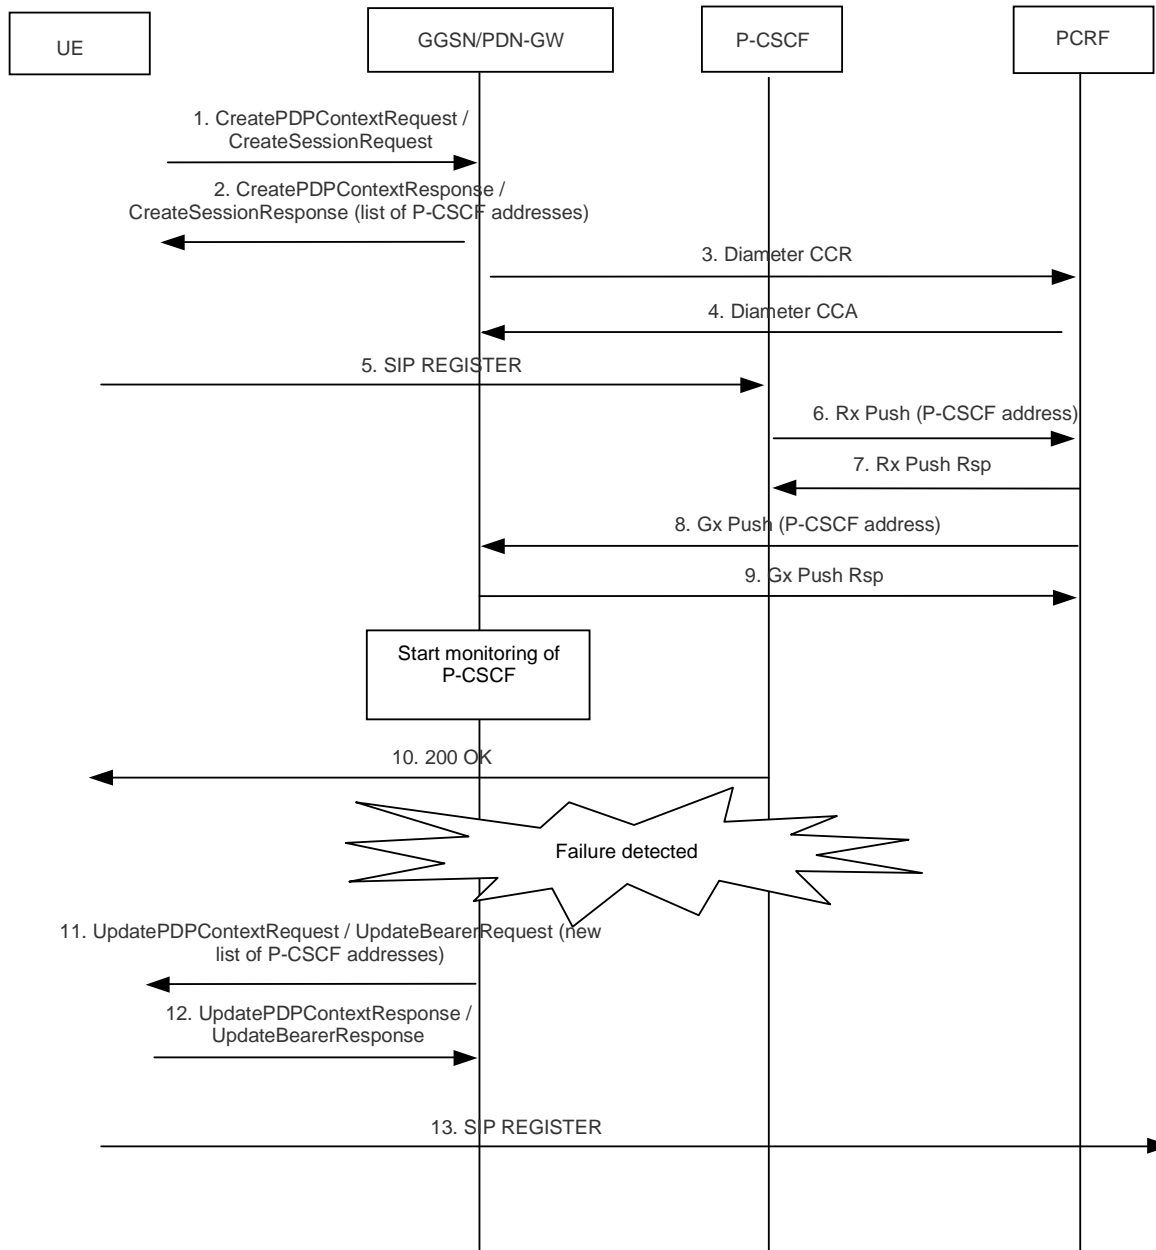 UE
GGSN/PDN-GW
P-CSCF
PCRF
1. CreatePDPContextRequest /
CreateSessionRequest
2. CreatePDPContextResponse /
CreateSessionResponse (list of P-CSCF addresses)
3. Diameter CCR
4. Diameter CCA
5. SIP REGISTER
6. Rx Push (P-CSCF address)
7. Rx Push Rsp
8. Gx Push (P-CSCF address)
9. Gx Push Rsp
Start monitoring of
P-CSCF
10. 200 OK
Failure detected
11. UpdatePDPContextRequest / UpdateBearerRequest (new
list of P-CSCF addresses)
12. UpdatePDPContextResponse /
UpdateBearerResponse
13. SIP REGISTER